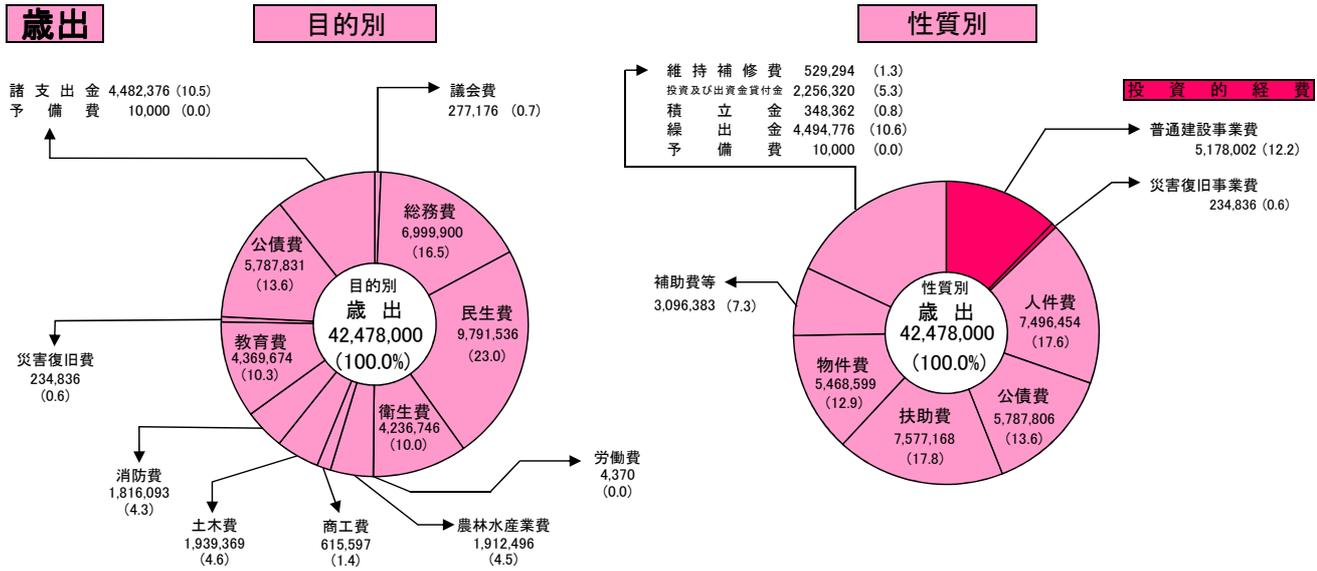 歳出
目的別
諸支出金 4,482,376 (10.5)
予備費 10,000 (0.0)
議会費
277,176 (0.7)
総務費
6,999,900
(16.5)
民生費
9,791,536
(23.0)
衛生費
4,236,746
(10.0)
労働費
4,370
(0.0)
農林水産業費
1,912,496
(4.5)
商工費
615,597
(1.4)
土木費
1,939,369
(4.6)
消防費
1,816,093
(4.3)
教育費
4,369,674
(10.3)
災害復旧費
234,836
(0.6)
公債費
5,787,831
(13.6)
目的別
歳出
42,478,000
(100.0%)
性質別
維持補修費 529,294 (1.3)
投資及び出資金貸付金 2,256,320 (5.3)
積立金 348,362 (0.8)
繰出金 4,494,776 (10.6)
予備費 10,000 (0.0)
投資的経費
普通建設事業費
5,178,002 (12.2)
災害復旧事業費
234,836 (0.6)
人件費
7,496,454
(17.6)
公債費
5,787,806
(13.6)
扶助費
7,577,168
(17.8)
物件費
5,468,599
(12.9)
補助費等
3,096,383 (7.3)
性質別
歳出
42,478,000
(100.0%)